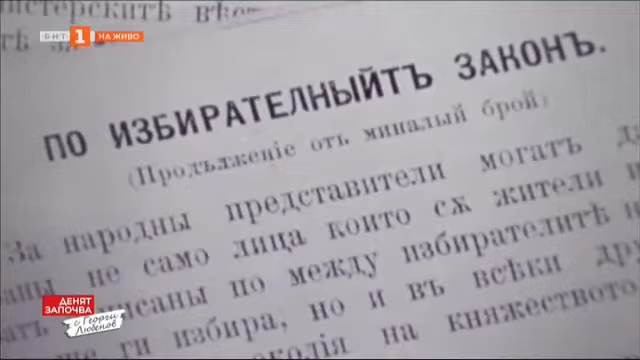 БНТ 1 НА ЖИВО
ПО ИЗБИРАТЕЛНЫЙТЪ ЗАКОНЪ.
(Продължение отъ миналый брой)
За народны представители могатъ
не само лица които сѫ жители
по между избирателитѣ
ги избира, но и въ всѣки
на княжеството
ДЕНЯТ
ЗАПОЧВА
с Георги
Любенов